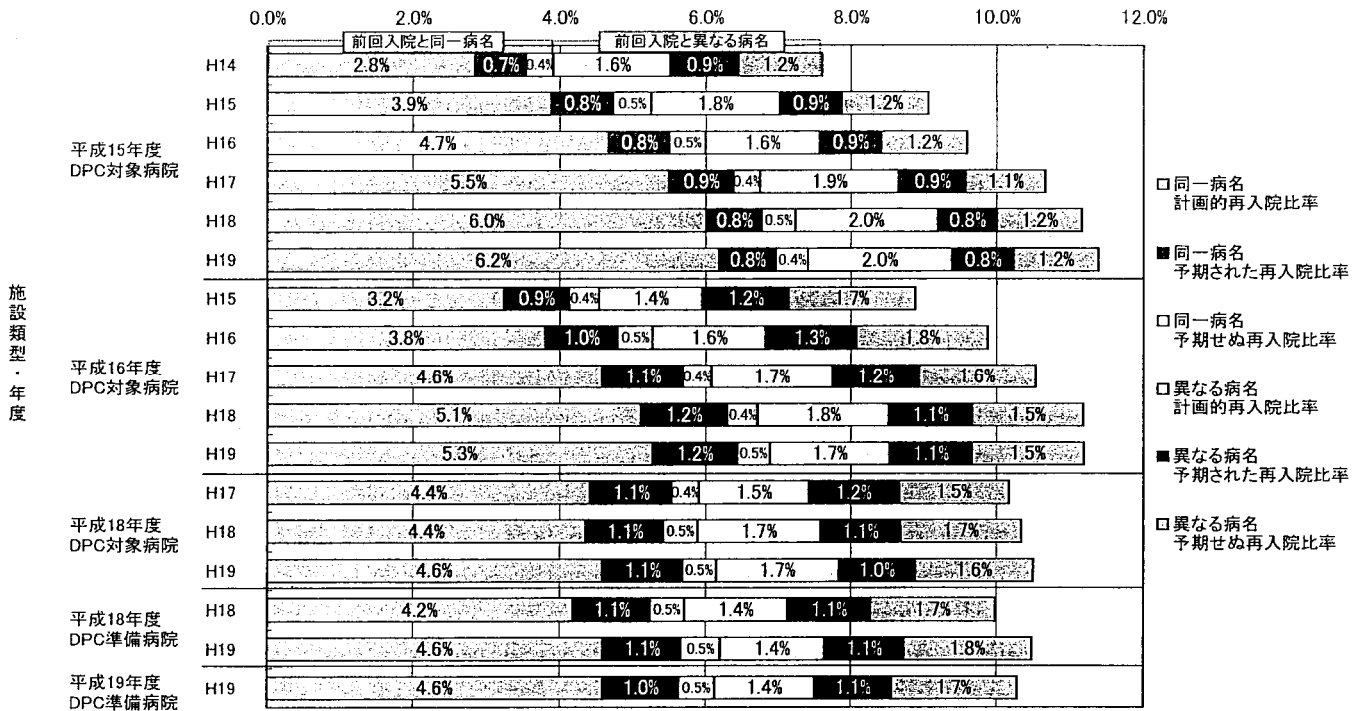 0.0% 2.0% 4.0% 6.0% 8.0% 10.0% 12.0%
前回入院と同一病名 前回入院と異なる病名
施設類型・年度
平成15年度
DPC対象病院
H14 2.8% 0.7% 0.4% 1.6% 0.9% 1.2%
H15 3.9% 0.8% 0.5% 1.8% 0.9% 1.2%
H16 4.7% 0.8% 0.5% 1.6% 0.9% 1.2%
H17 5.5% 0.9% 0.4% 1.9% 0.9% 1.1%
H18 6.0% 0.8% 0.5% 2.0% 0.8% 1.2%
H19 6.2% 0.8% 0.4% 2.0% 0.8% 1.2%
平成16年度
DPC対象病院
H15 3.2% 0.9% 0.4% 1.4% 1.2% 1.7%
H16 3.8% 1.0% 0.5% 1.6% 1.3% 1.8%
H17 4.6% 1.1% 0.4% 1.7% 1.2% 1.6%
H18 5.1% 1.2% 0.4% 1.8% 1.1% 1.5%
H19 5.3% 1.2% 0.5% 1.7% 1.1% 1.5%
平成18年度
DPC対象病院
H17 4.4% 1.1% 0.4% 1.5% 1.2% 1.5%
H18 4.4% 1.1% 0.5% 1.7% 1.1% 1.7%
H19 4.6% 1.1% 0.5% 1.7% 1.0% 1.6%
平成18年度
DPC準備病院
H18 4.2% 1.1% 0.5% 1.4% 1.1% 1.7%
H19 4.6% 1.1% 0.5% 1.4% 1.1% 1.8%
平成19年度
DPC準備病院
H19 4.6% 1.0% 0.5% 1.4% 1.1% 1.7%
同一病名
計画的再入院比率
同一病名
予期された再入院比率
同一病名
予期せぬ再入院比率
異なる病名
計画的再入院比率
異なる病名
予期された再入院比率
異なる病名
予期せぬ再入院比率